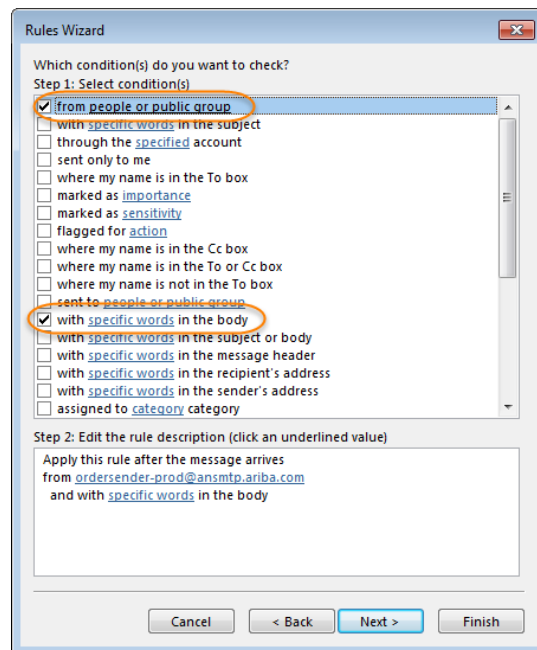 Rules Wizard
Which condition(s) do you want to check?
Step 1: Select condition(s)
from people or public group
with specific words in the subject
through the specified account
sent only to me
where my name is in the To box
marked as importance
marked as sensitivity
flagged for action
where my name is in the Cc box
where my name is in the To or Cc box
where my name is not in the To box
sent to people or public group
with specific words in the body
with specific words in the subject or body
with specific words in the message header
with specific words in the recipient's address
with specific words in the sender's address
assigned to category category
Step 2: Edit the rule description (click an underlined value)
Apply this rule after the message arrives
from ordersender-prod@ansmtp.ariba.com
and with specific words in the body
Cancel < Back Next > Finish